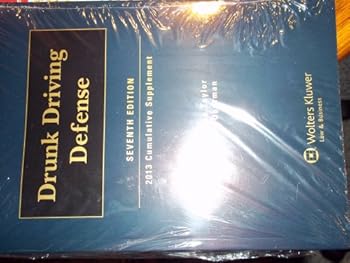 Drunk Driving
Defense
SEVENTH EDITION
2013 Cumulative Supplement
Taylor
Wolters Kluwer
Law & Business